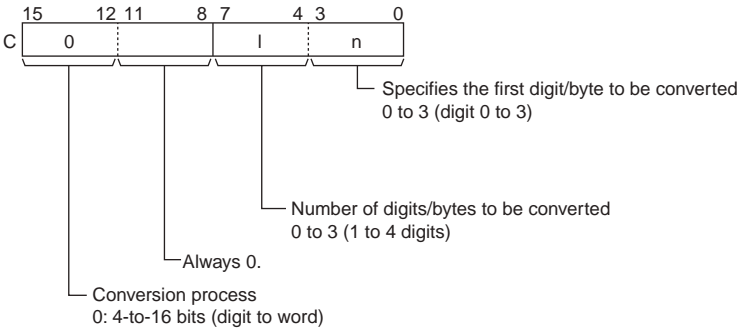 15 12 11 8 7 4 3 0
C 0 l n
Specifies the first digit/byte to be converted
0 to 3 (digit 0 to 3)
Number of digits/bytes to be converted
0 to 3 (1 to 4 digits)
Always 0.
Conversion process
0: 4-to-16 bits (digit to word)